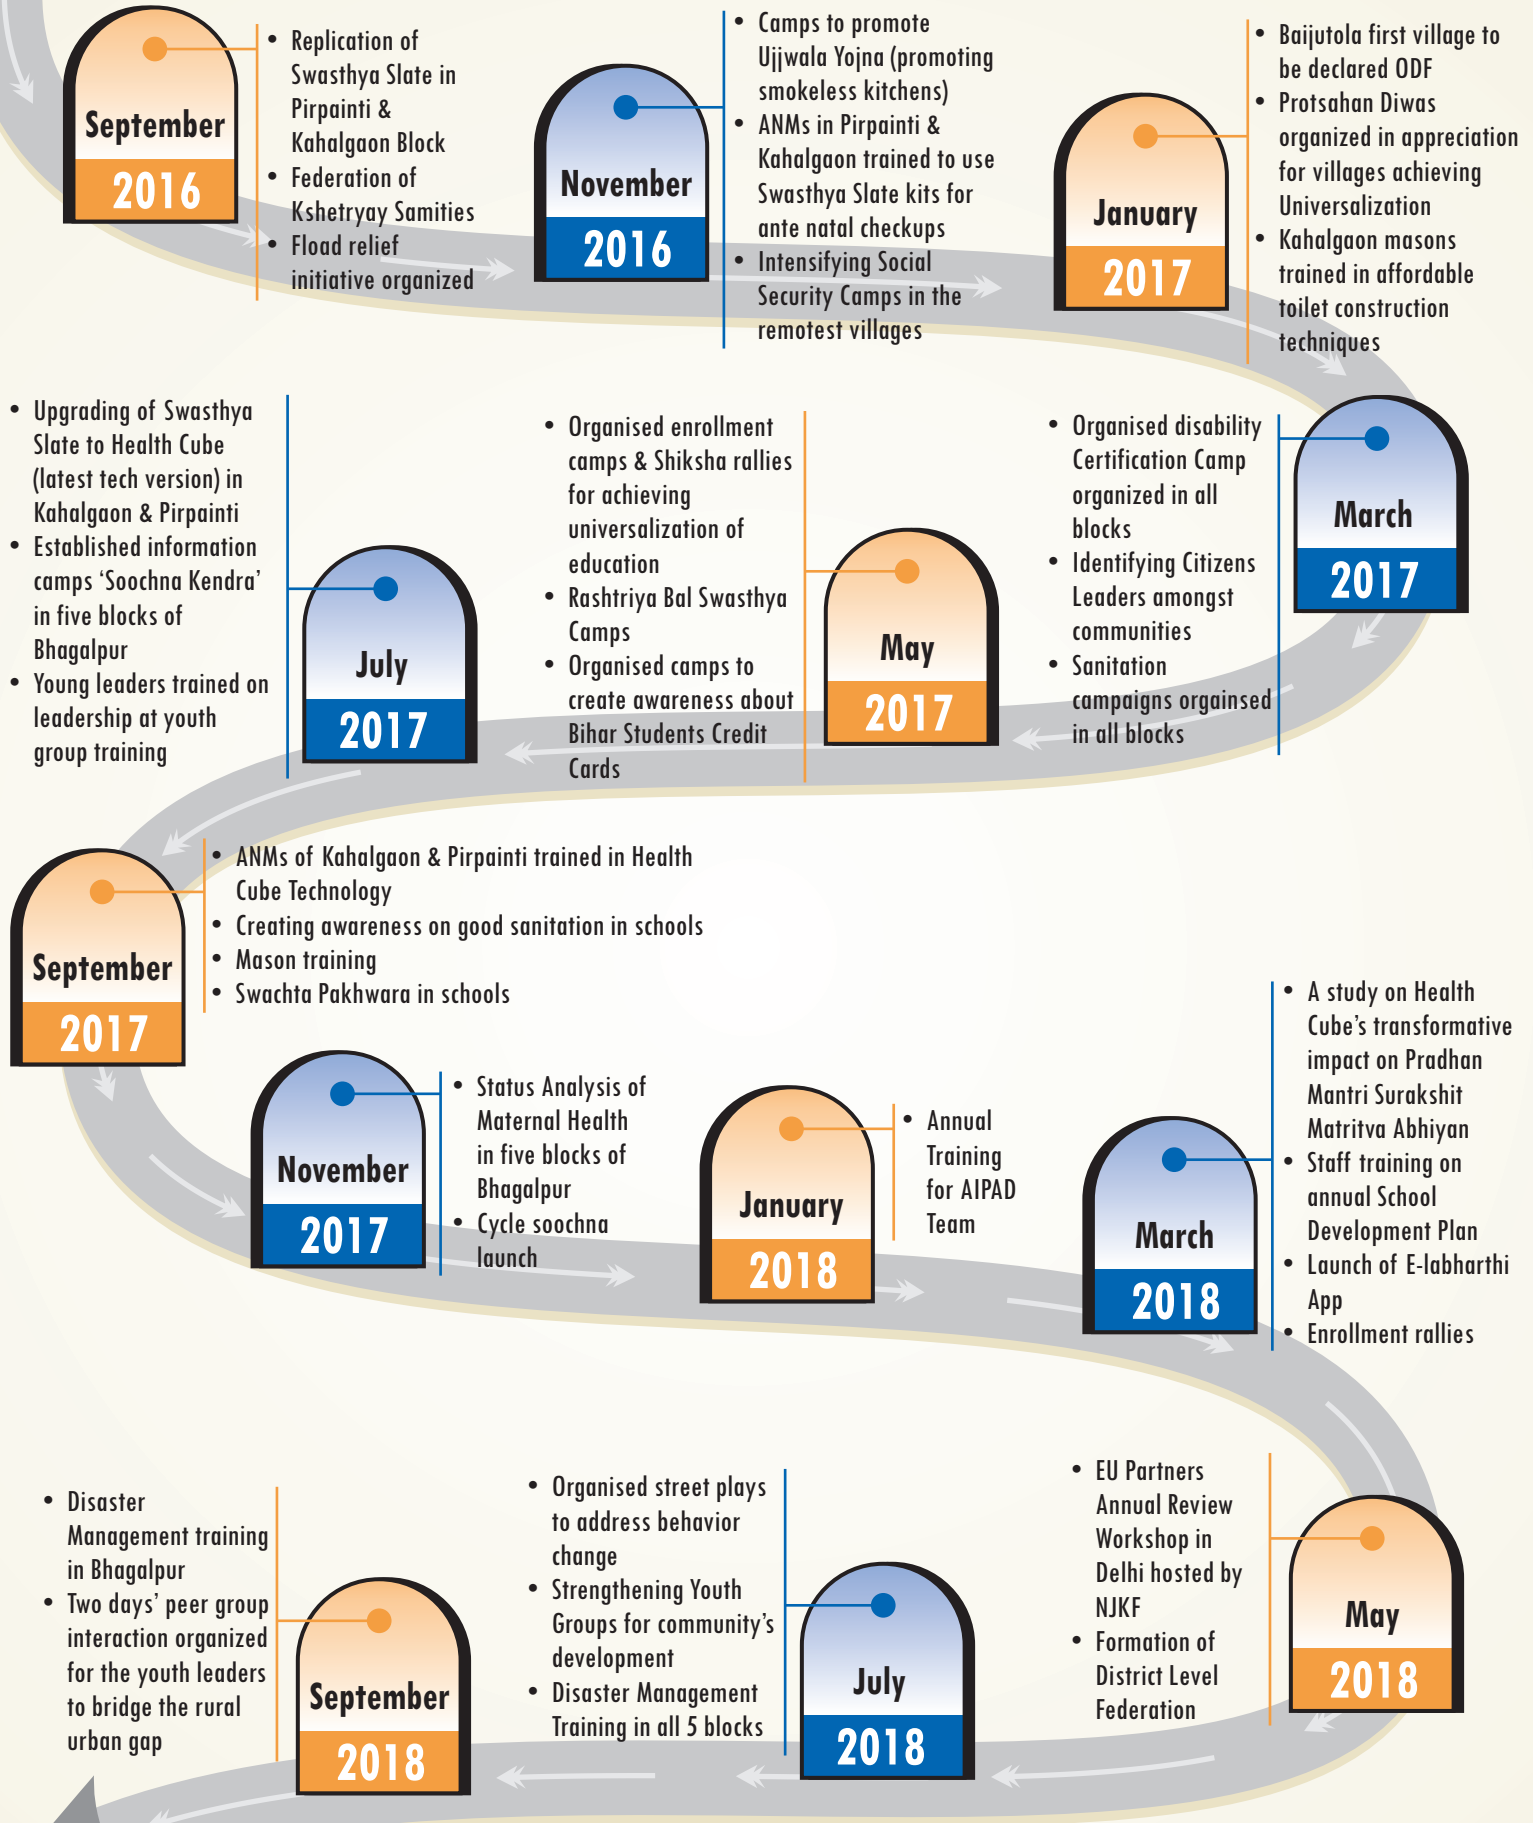 September
2016
• Replication of
Swasthya Slate in
Pirpainti &
Kahalgaon Block
• Federation of
Kshetryay Samities
• Fload relief
initiative organized
November
2016
• Camps to promote
Ujjwala Yojna (promoting
smokeless kitchens)
• ANMs in Pirpainti &
Kahalgaon trained to use
Swasthya Slate kits for
ante natal checkups
• Intensifying Social
Security Camps in the
remotest villages
January
2017
• Baijutola first village to
be declared ODF
• Protsahan Diwas
organized in appreciation
for villages achieving
Universalization
• Kahalgaon masons
trained in affordable
toilet construction
techniques
March
2017
• Organised disability
Certification Camp
organized in all
blocks
• Identifying Citizens
Leaders amongst
communities
• Sanitation
campaigns orgainsed
in all blocks
May
2017
• Organised enrollment
camps & Shiksha rallies
for achieving
universalization of
education
• Rashtriya Bal Swasthya
Camps
• Organised camps to
create awareness about
Bihar Students Credit
Cards
July
2017
• Upgrading of Swasthya
Slate to Health Cube
(latest tech version) in
Kahalgaon & Pirpainti
• Established information
camps ‘Soochna Kendra’
in five blocks of
Bhagalpur
• Young leaders trained on
leadership at youth
group training
September
2017
• ANMs of Kahalgaon & Pirpainti trained in Health
Cube Technology
• Creating awareness on good sanitation in schools
• Mason training
• Swachta Pakhwara in schools
November
2017
• Status Analysis of
Maternal Health
in five blocks of
Bhagalpur
• Cycle soochna
launch
January
2018
• Annual
Training
for AIPAD
Team
March
2018
• A study on Health
Cube’s transformative
impact on Pradhan
Mantri Surakshit
Matritva Abhiyan
• Staff training on
annual School
Development Plan
• Launch of E-labharthi
App
• Enrollment rallies
May
2018
• EU Partners
Annual Review
Workshop in
Delhi hosted by
NJKF
• Formation of
District Level
Federation
July
2018
• Organised street plays
to address behavior
change
• Strengthening Youth
Groups for community’s
development
• Disaster Management
Training in all 5 blocks
September
2018
• Disaster
Management training
in Bhagalpur
• Two days’ peer group
interaction organized
for the youth leaders
to bridge the rural
urban gap